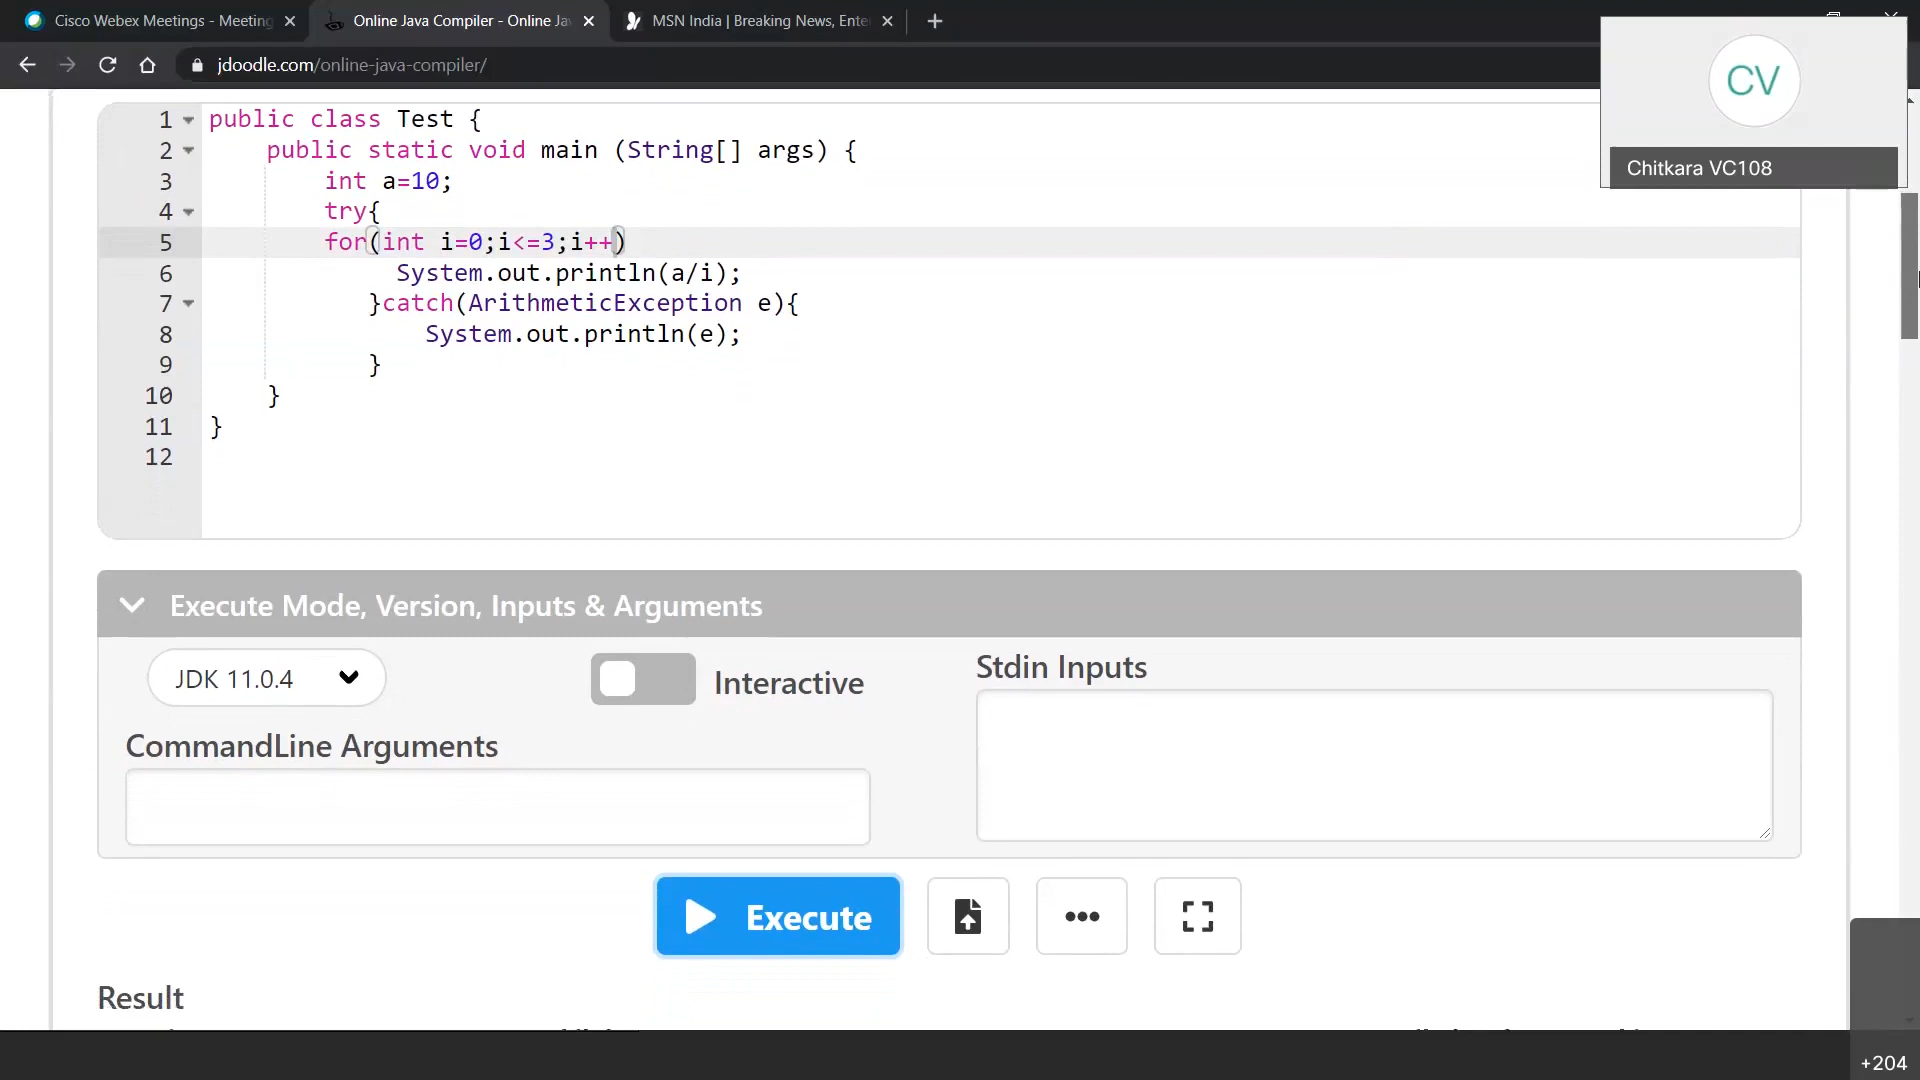 Cisco Webex Meetings - Meeting
Online Java Compiler - Online Ja
MSN India | Breaking News, Ente
jdoodle.com/online-java-compiler/
CV
Chitkara VC108
1 public class Test {
2 public static void main (String[] args) {
3 int a=10;
4 try{
5 for(int i=0;i<=3;i++)
6 System.out.println(a/i);
7 }catch(ArithmeticException e){
8 System.out.println(e);
9 }
10 }
11 }
12
Execute Mode, Version, Inputs & Arguments
JDK 11.0.4
Interactive
Stdin Inputs
CommandLine Arguments
Execute
Result
+204